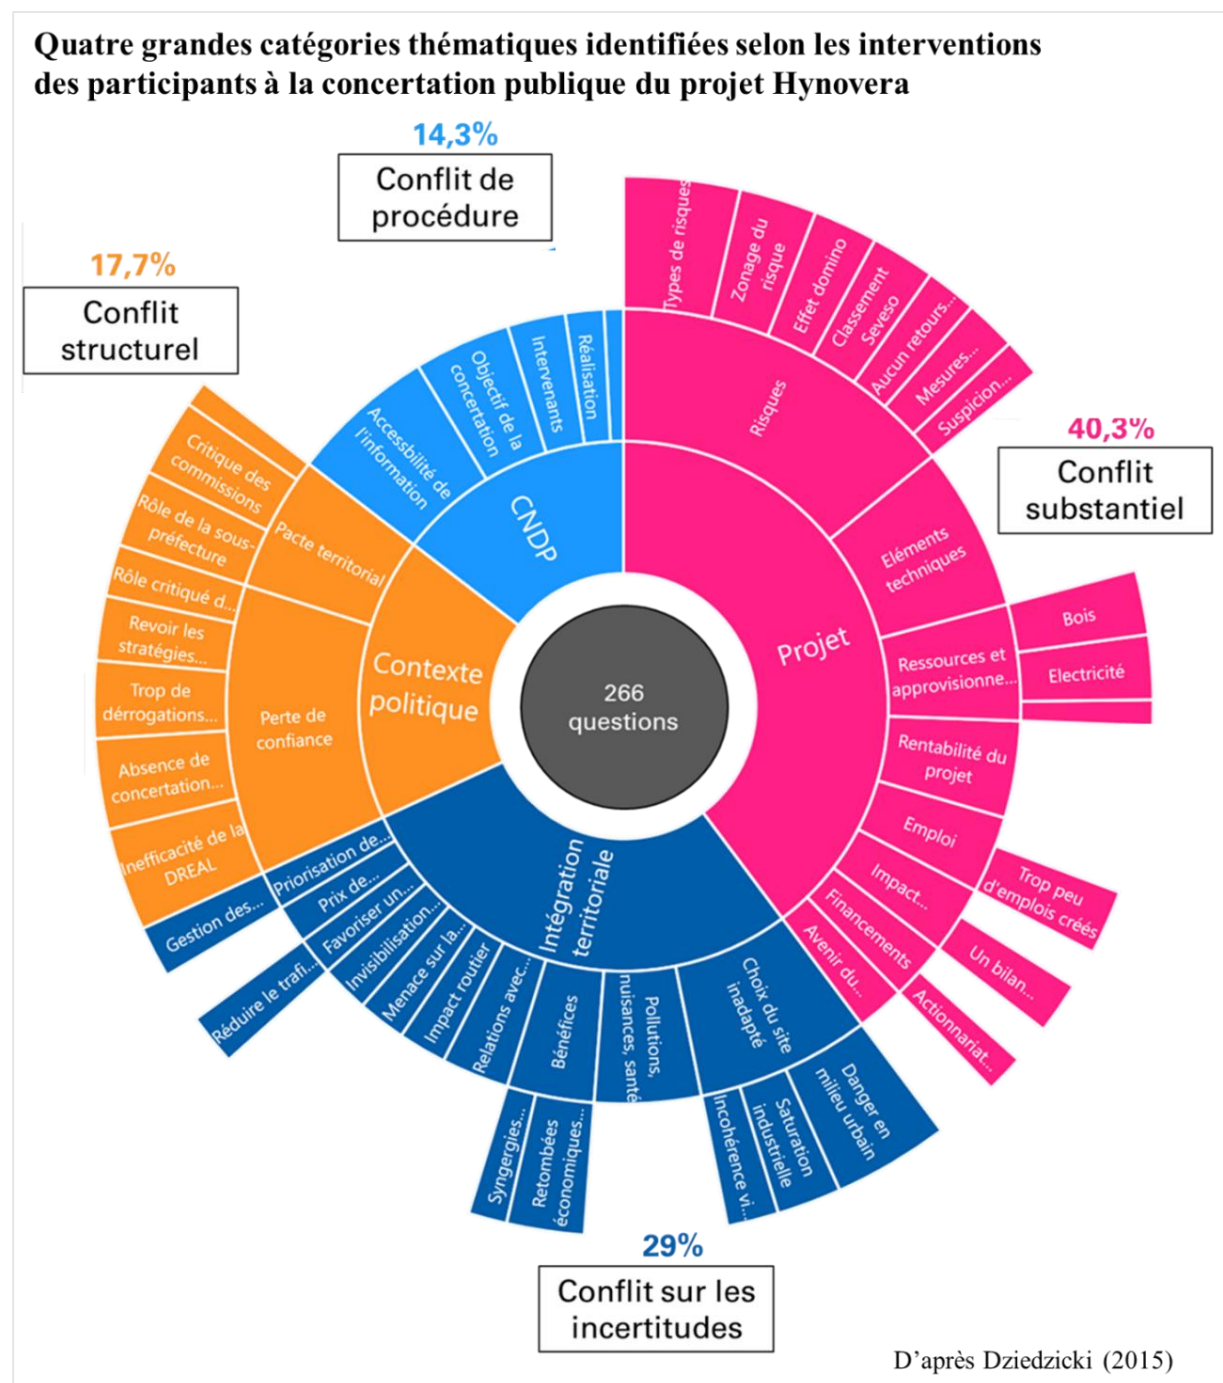 Quatre grandes catégories thématiques identifiées selon les interventions
des participants à la concertation publique du projet Hynovera
14,3%
Conflit de
procédure
17,7%
Conflit
structurel
40,3%
Conflit
substantiel
29%
Conflit sur les
incertitudes
266
questions
Projet
Risques
Types de risques
Zonage du
risque
Effet domino
Classement
Seveso
Aucun retours...
Mesures...
Suspicion...
Eléments
techniques
Ressources et
approvisionne...
Bois
Electricité
Rentabilité du
projet
Emploi
Trop peu
d'emplois créés
Impact...
Un bilan...
Financements
Actionnariat...
Avenir du...
Intégration
territoriale
Choix du site
inadapté
Danger en
milieu urbain
Saturation
industrielle
Incohérence vi...
Pollutions,
nuisances, santé
Bénéfices
Retombées
économiques...
Syngergies...
Relations avec...
Impact routier
Menace sur la...
Invisibilisation...
Favoriser un...
Réduire le trafi...
Prix de...
Priorisation de...
Gestion des...
Contexte
politique
Perte de
confiance
Inefficacité de la
DREAL
Absence de
concertation...
Trop de
dérrogations...
Revoir les
stratégies...
Rôle critiqué d...
Pacte territorial
Rôle de la sous-
préfecture
Critique des
commissions
CNDP
Accessbilité de
l'information
Objectif de la
concertation
Intervenants
Réalisation
D'après Dziedzicki (2015)